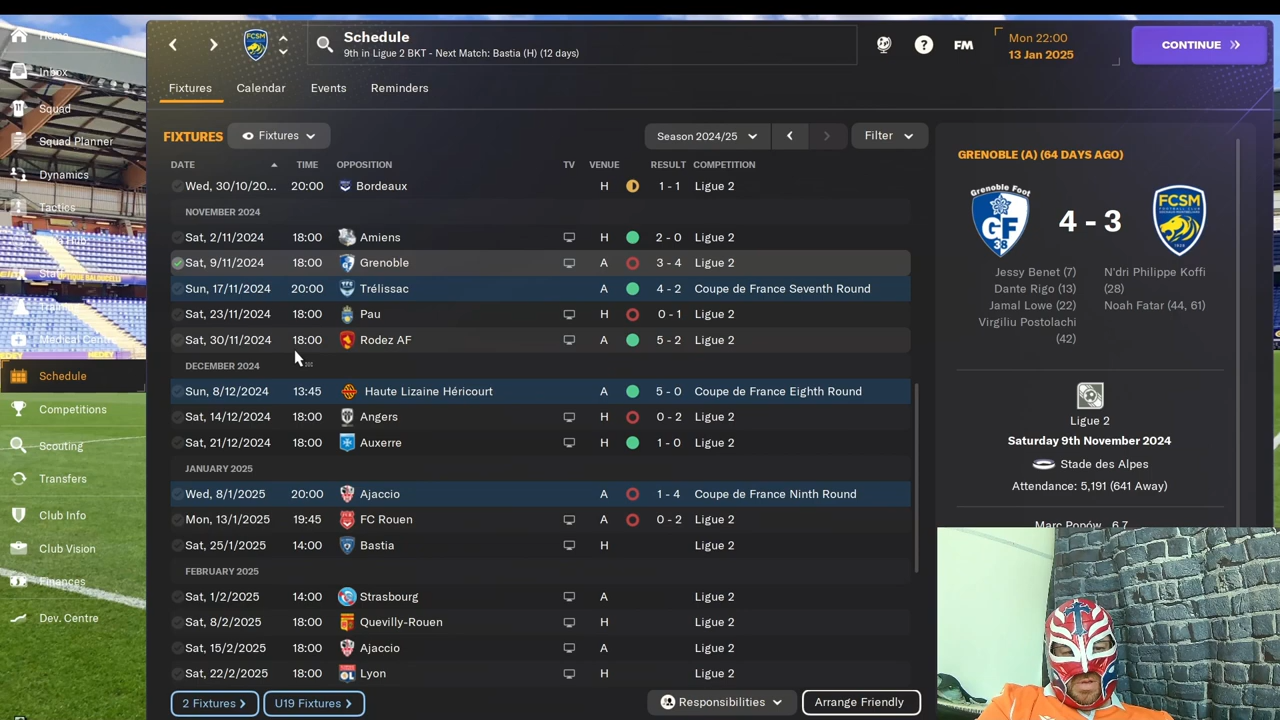 Home
Schedule
9th in Ligue 2 BKT - Next Match: Bastia (H) (12 days)
FM
Mon 22:00
13 Jan 2025
CONTINUE
Inbox
Squad
Squad Planner
Dynamics
Tactics
Medical Centre
Schedule
Competitions
Scouting
Transfers
Club Info
Club Vision
Finances
Dev. Centre
Fixtures Calendar Events Reminders
FIXTURES Fixtures Season 2024/25 Filter
DATE TIME OPPOSITION TV VENUE RESULT COMPETITION
Wed, 30/10/20... 20:00 Bordeaux H 1 - 1 Ligue 2
NOVEMBER 2024
Sat, 2/11/2024 18:00 Amiens H 2 - 0 Ligue 2
Sat, 9/11/2024 18:00 Grenoble A 3 - 4 Ligue 2
Sun, 17/11/2024 20:00 Trélissac A 4 - 2 Coupe de France Seventh Round
Sat, 23/11/2024 18:00 Pau H 0 - 1 Ligue 2
Sat, 30/11/2024 18:00 Rodez AF A 5 - 2 Ligue 2
DECEMBER 2024
Sun, 8/12/2024 13:45 Haute Lizaine Héricourt A 5 - 0 Coupe de France Eighth Round
Sat, 14/12/2024 18:00 Angers H 0 - 2 Ligue 2
Sat, 21/12/2024 18:00 Auxerre H 1 - 0 Ligue 2
JANUARY 2025
Wed, 8/1/2025 20:00 Ajaccio A 1 - 4 Coupe de France Ninth Round
Mon, 13/1/2025 19:45 FC Rouen A 0 - 2 Ligue 2
Sat, 25/1/2025 14:00 Bastia H Ligue 2
FEBRUARY 2025
Sat, 1/2/2025 14:00 Strasbourg A Ligue 2
Sat, 8/2/2025 18:00 Quevilly-Rouen H Ligue 2
Sat, 15/2/2025 18:00 Ajaccio A Ligue 2
Sat, 22/2/2025 18:00 Lyon H Ligue 2
2 Fixtures U19 Fixtures Responsibilities Arrange Friendly
GRENOBLE (A) (64 DAYS AGO)
Grenoble Foot
GF
38
4 - 3
FCSM
Jessy Benet (7)
Dante Rigo (13)
Jamal Lowe (22)
Virgiliu Postolachi
(42)
N'dri Philippe Koffi
(28)
Noah Fatar (44, 61)
Ligue 2
Saturday 9th November 2024
Stade des Alpes
Attendance: 5,191 (641 Away)
Marc Popów 6.7